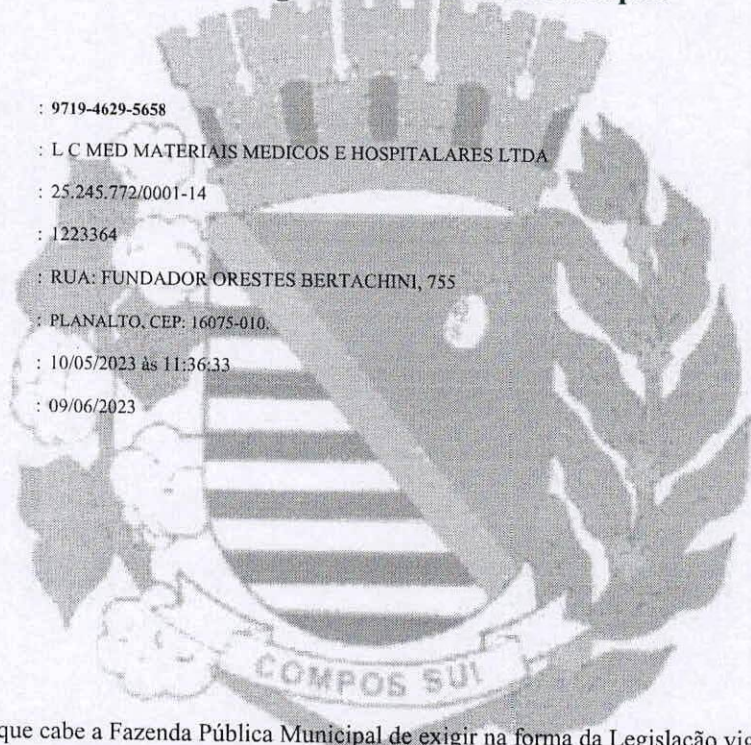 : 9719-4629-5658
: L C MED MATERIAIS MEDICOS E HOSPITALARES LTDA
: 25.245.772/0001-14
: 1223364
: RUA: FUNDADOR ORESTES BERTACHINI, 755
: PLANALTO, CEP: 16075-010.
: 10/05/2023 às 11:36:33
: 09/06/2023
COMPOS SUI
que cabe a Fazenda Pública Municipal de exigir na forma da Legislação